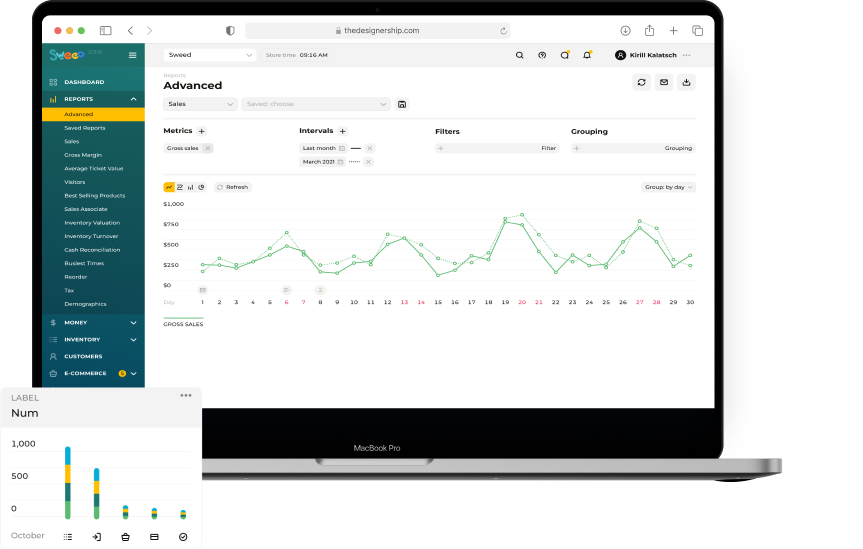 thedesignership.com
Sweep
Sweed
Store time 09:16 AM
Kirill Kalatsch
DASHBOARD
REPORTS
Advanced
Saved Reports
Sales
Gross Margin
Average Ticket Value
Visitors
Best Selling Products
Sales Associate
Inventory Valuation
Inventory Turnover
Cash Reconciliation
Busiest Times
Reorder
Tax
Demographics
MONEY
INVENTORY
CUSTOMERS
E-COMMERCE
Reports
Advanced
Sales
Saved: choose
Metrics +
Intervals +
Filters
Grouping
Gross sales
Last month
+ Filter
+ Grouping
March 2021
Refresh
Group: by day
$1,000
$750
$500
$250
$0
Day 1 2 3 4 5 6 7 8 9 10 11 12 13 14 15 16 17 18 19 20 21 22 23 24 25 26 27 28 29 30
GROSS SALES
MacBook Pro
LABEL
Num
1,000
500
0
October